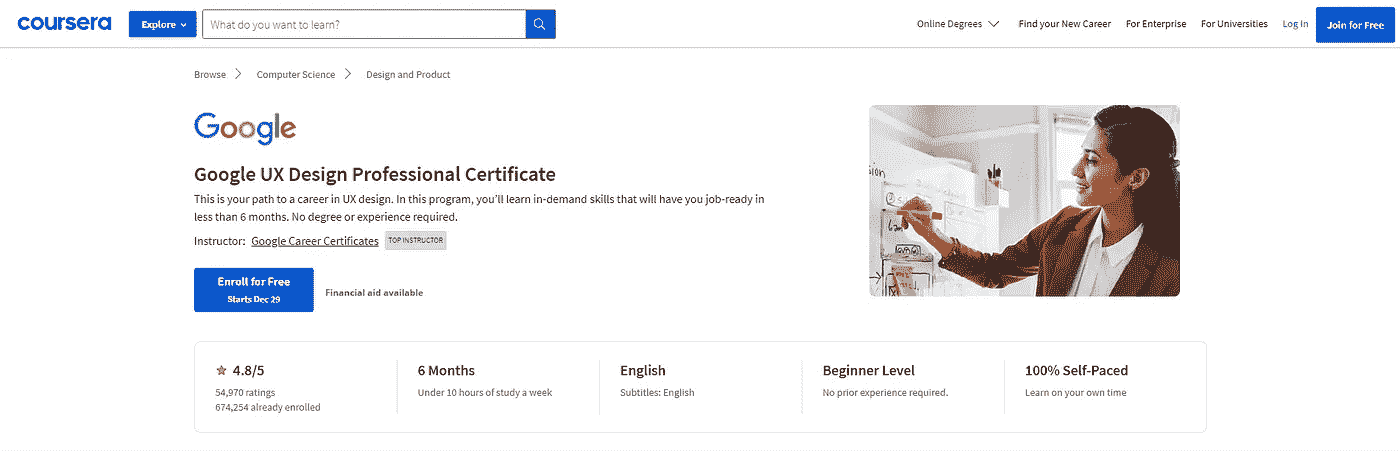 coursera
Explore
What do you want to learn?
Online Degrees
Find your New Career
For Enterprise
For Universities
Log In
Join for Free
Browse
Computer Science
Design and Product
Google
Google UX Design Professional Certificate
This is your path to a career in UX design. In this program, you'll learn in-demand skills that will have you job-ready in
less than 6 months. No degree or experience required.
Instructor: Google Career Certificates TOP INSTRUCTOR
Enroll for Free
Starts Dec 29
Financial aid available
4.8/5
54,970 ratings
674,254 already enrolled
6 Months
Under 10 hours of study a week
English
Subtitles: English
Beginner Level
No prior experience required.
100% Self-Paced
Learn on your own time